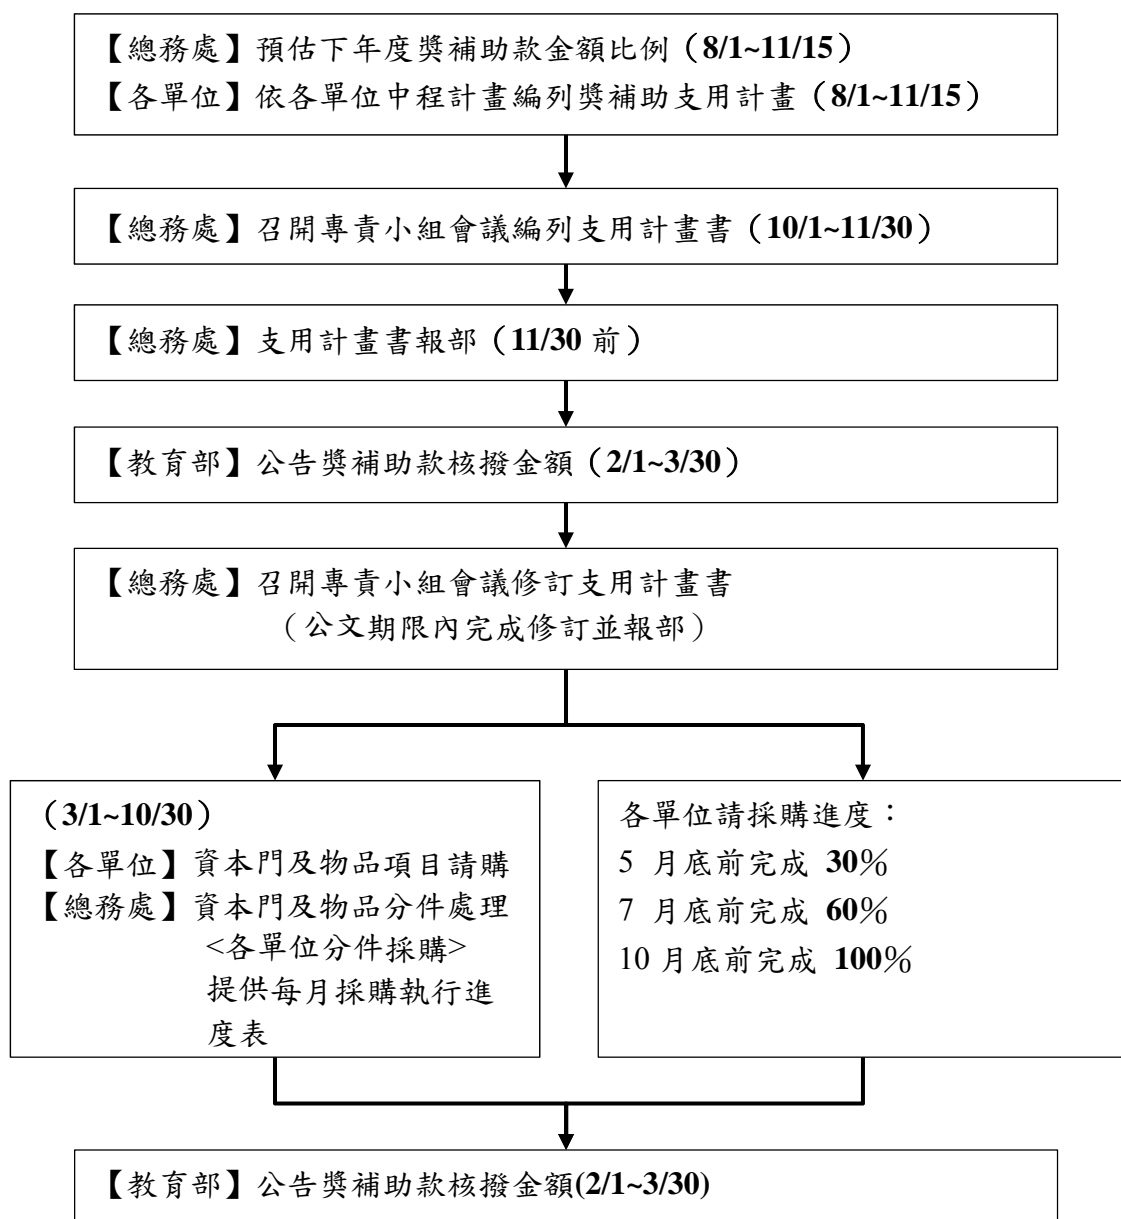 【總務處】預估下年度獎補助款金額比例（8/1~11/15）
【各單位】依各單位中程計畫編列獎補助支用計畫（8/1~11/15）
【總務處】召開專責小組會議編列支用計畫書（10/1~11/30）
【總務處】支用計畫書報部（11/30 前）
【教育部】公告獎補助款核撥金額（2/1~3/30）
【總務處】召開專責小組會議修訂支用計畫書
（公文期限內完成修訂並報部）
（3/1~10/30）
【各單位】資本門及物品項目請購
【總務處】資本門及物品分件處理
<各單位分件採購>
提供每月採購執行進
度表
各單位請採購進度：
5 月底前完成 30%
7 月底前完成 60%
10 月底前完成 100%
【教育部】公告獎補助款核撥金額(2/1~3/30)